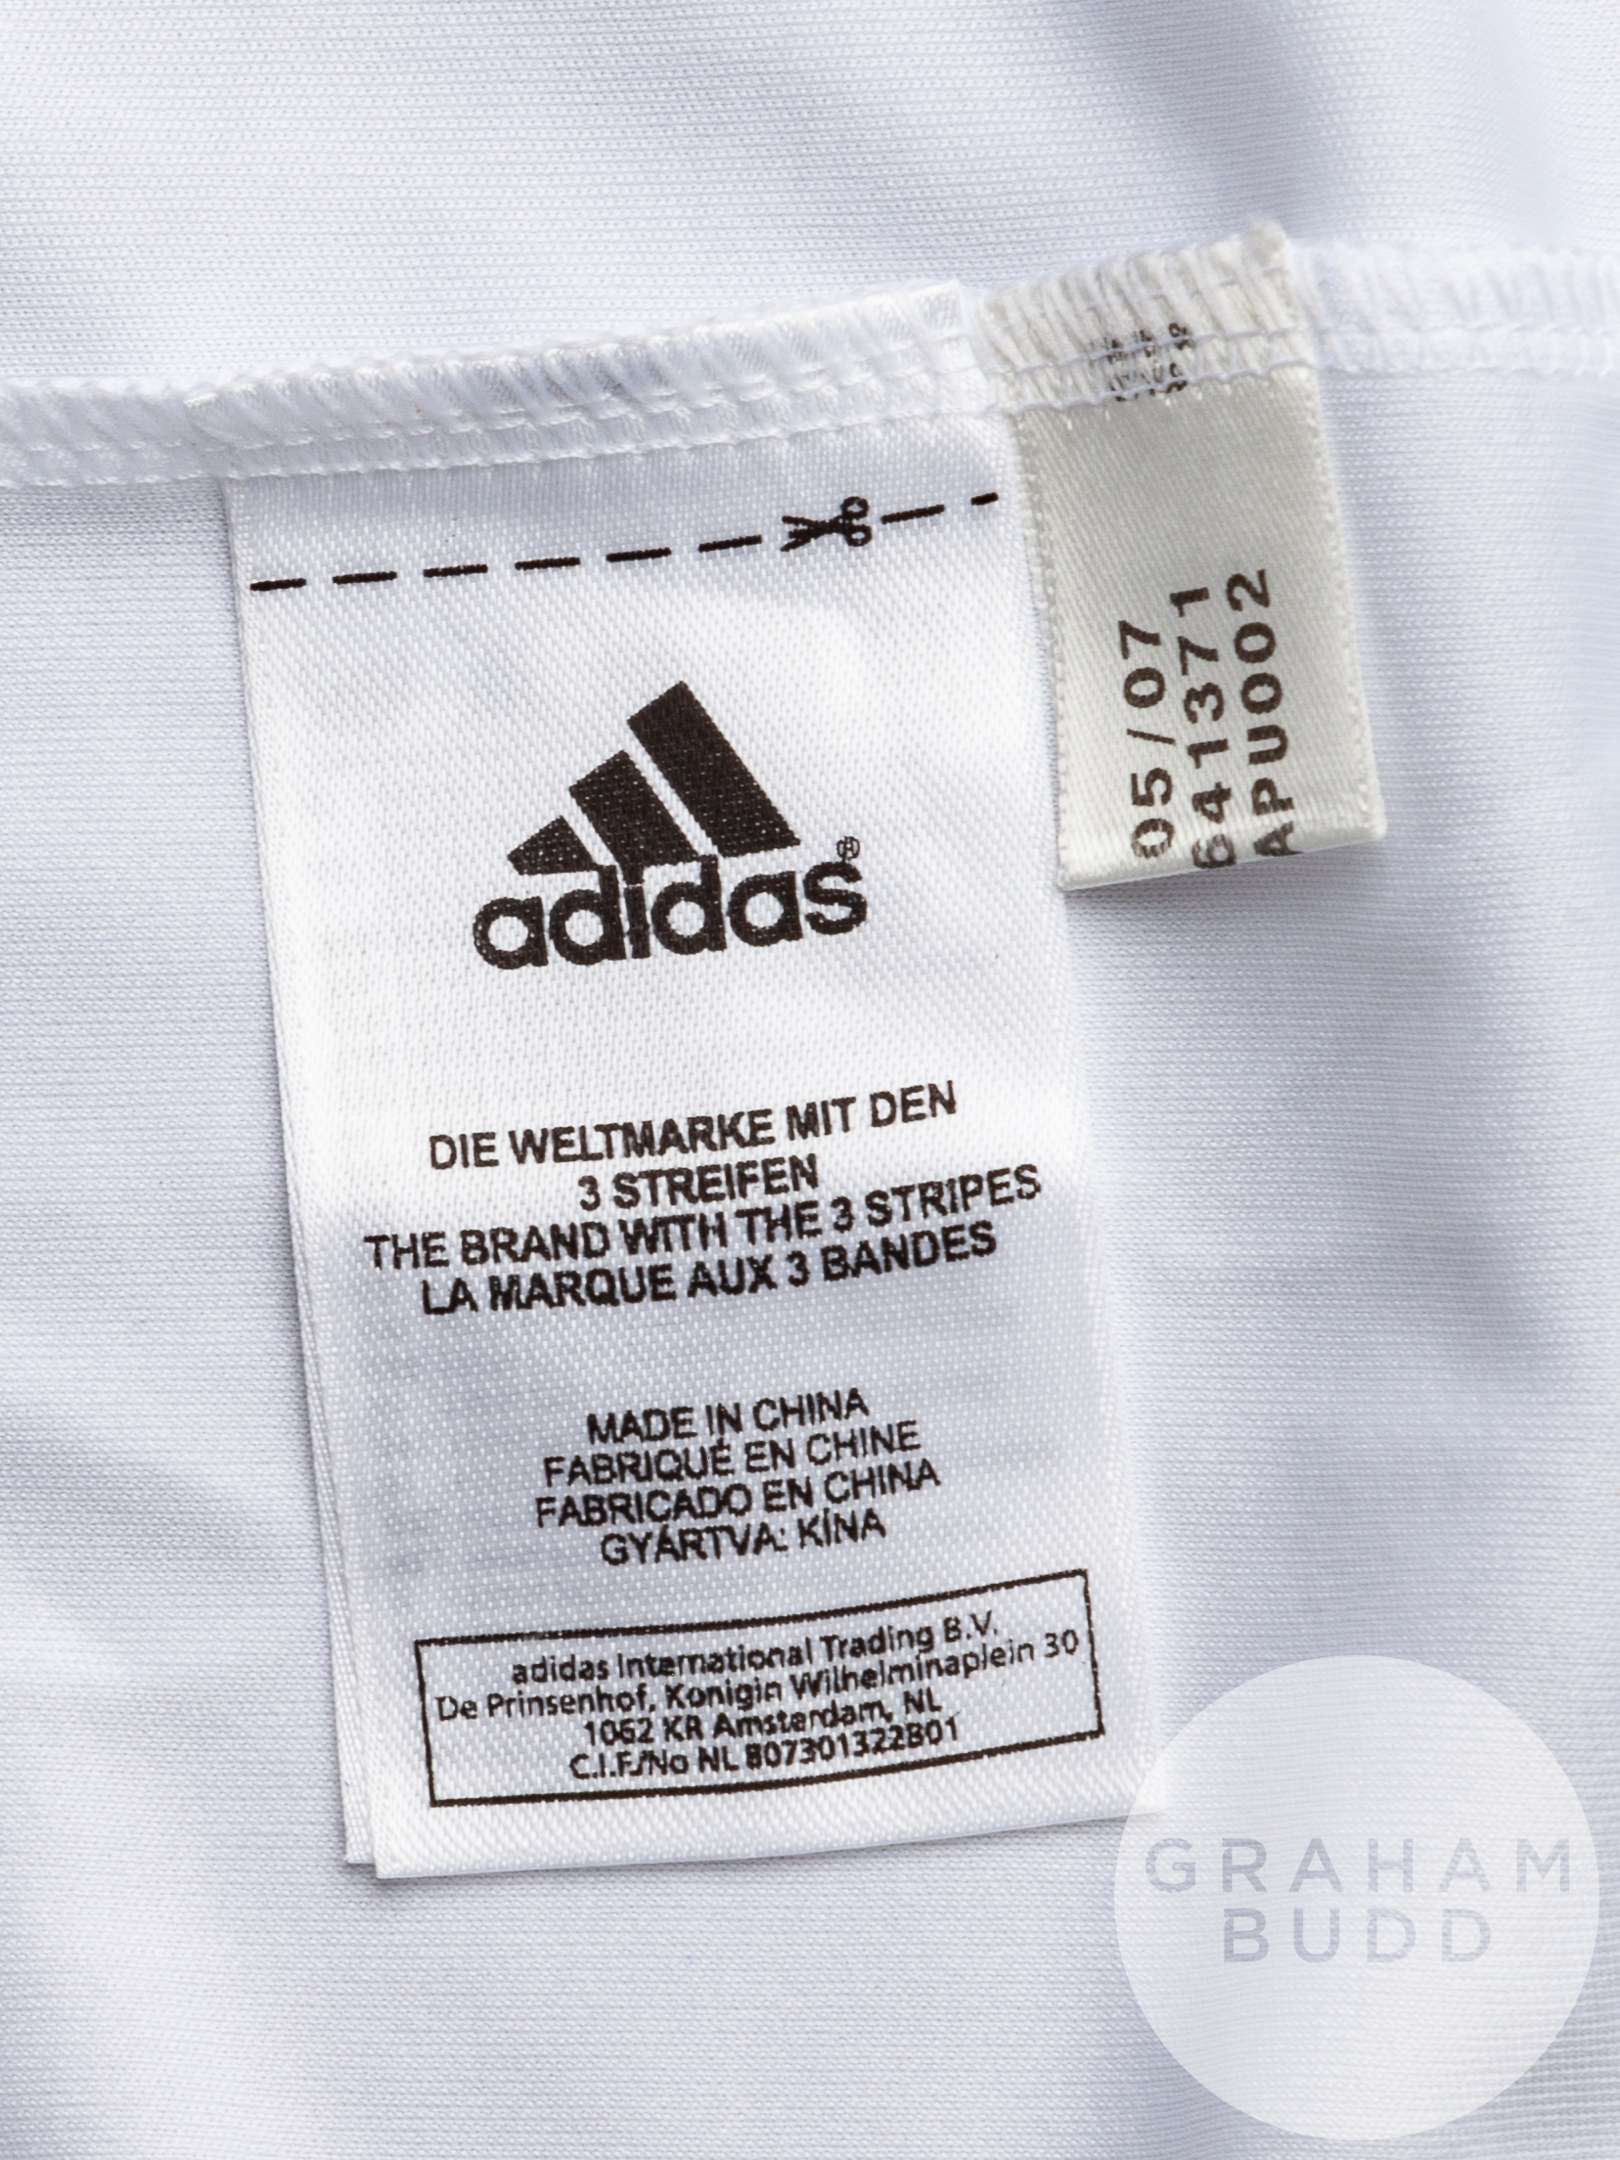 adidas®
DIE WELTMARKE MIT DEN
3 STREIFEN
THE BRAND WITH THE 3 STRIPES
LA MARQUE AUX 3 BANDES
MADE IN CHINA
FABRIQUÉ EN CHINE
FABRICADO EN CHINA
GYÁRTVA: KÍNA
adidas International Trading B.V.
De Prinsenhof, Konigin Wilhelminaplein 30
1062 KR Amsterdam, NL
C.I.F./No NL 807301322B01
05/07
641371
APU002
GRAHAM
BUDD